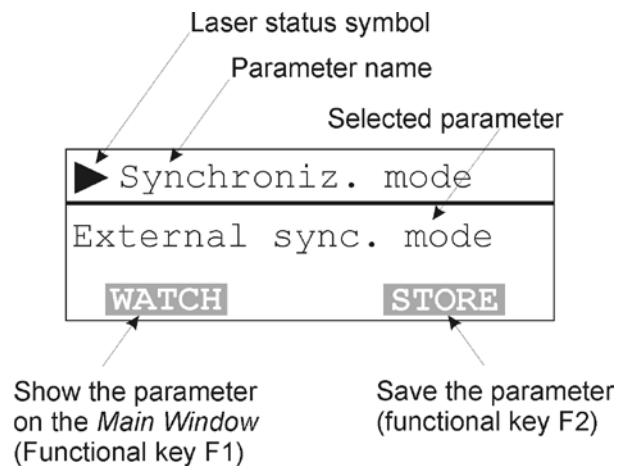 Laser status symbol
Parameter name
Selected parameter
Synchroniz. mode
External sync. mode
WATCH STORE
Show the parameter
on the Main Window
(Functional key F1)
Save the parameter
(functional key F2)